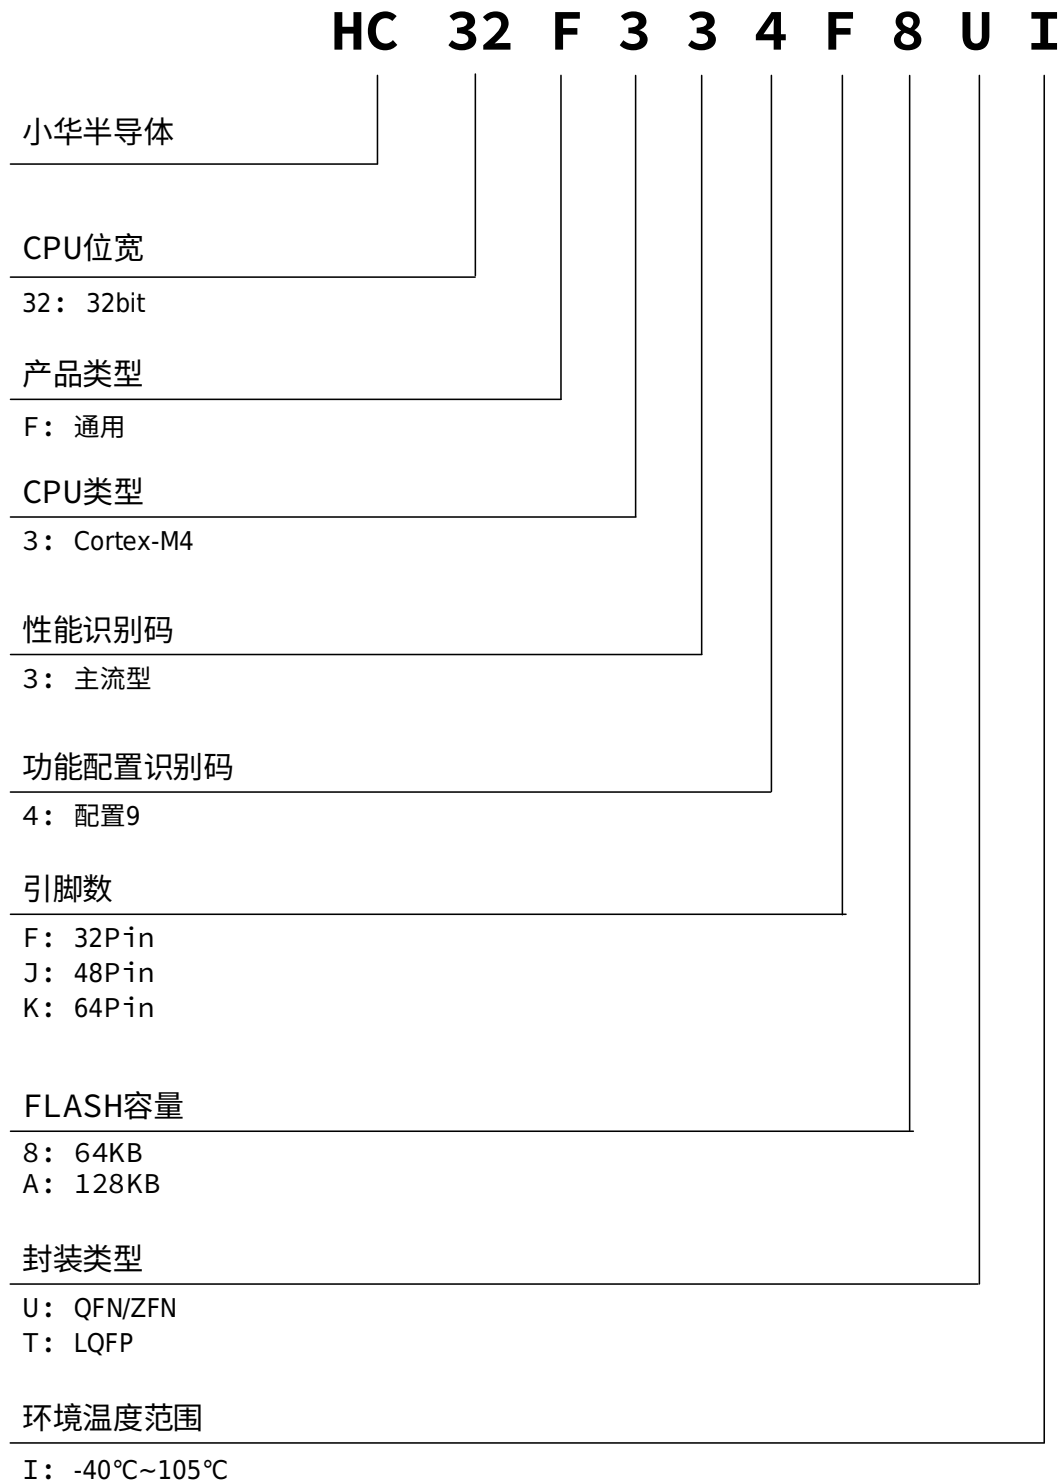 HC 32 F 3 3 4 F 8 U I
小华半导体
CPU位宽
32: 32bit
产品类型
F: 通用
CPU类型
3: Cortex-M4
性能识别码
3: 主流型
功能配置识别码
4: 配置9
引脚数
F: 32Pin
J: 48Pin
K: 64Pin
FLASH容量
8: 64KB
A: 128KB
封装类型
U: QFN/ZFN
T: LQFP
环境温度范围
I: -40℃~105℃